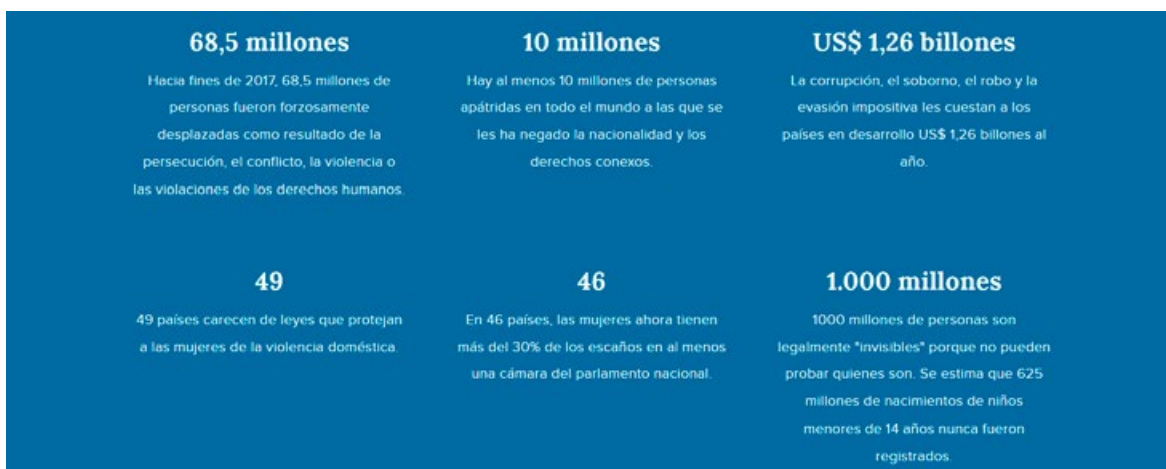 68,5 millones
Hacia fines de 2017, 68,5 millones de
personas fueron forzosamente
desplazadas como resultado de la
persecución, el conflicto, la violencia o
las violaciones de los derechos humanos.
10 millones
Hay al menos 10 millones de personas
apátridas en todo el mundo a las que se
les ha negado la nacionalidad y los
derechos conexos.
US$ 1,26 billones
La corrupción, el soborno, el robo y la
evasión impositiva les cuestan a los
países en desarrollo US$ 1,26 billones al
año.
49
49 países carecen de leyes que protejan
a las mujeres de la violencia doméstica.
46
En 46 países, las mujeres ahora tienen
más del 30% de los escaños en al menos
una cámara del parlamento nacional.
1.000 millones
1000 millones de personas son
legalmente "invisibles" porque no pueden
probar quienes son. Se estima que 625
millones de nacimientos de niños
menores de 14 años nunca fueron
registrados.